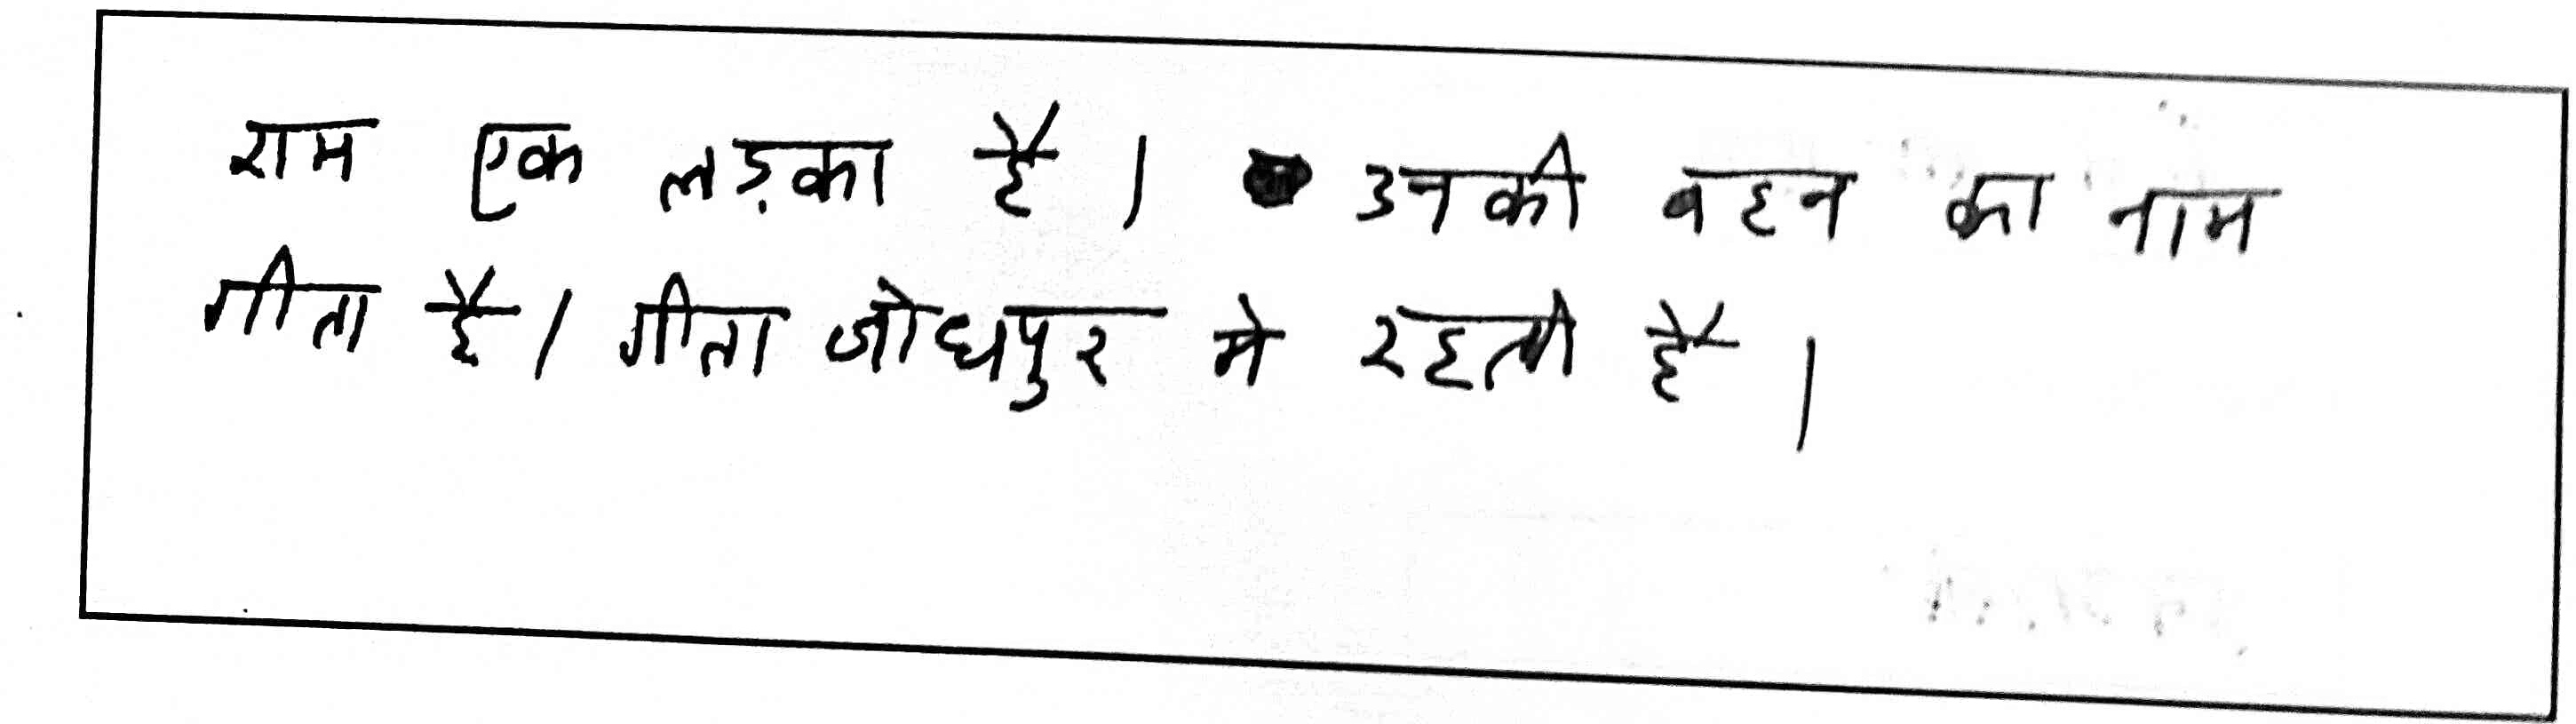 राम एक लड़का है। उनकी बहन का नाम
गीता है। गीता जोधपुर मे रहती है।